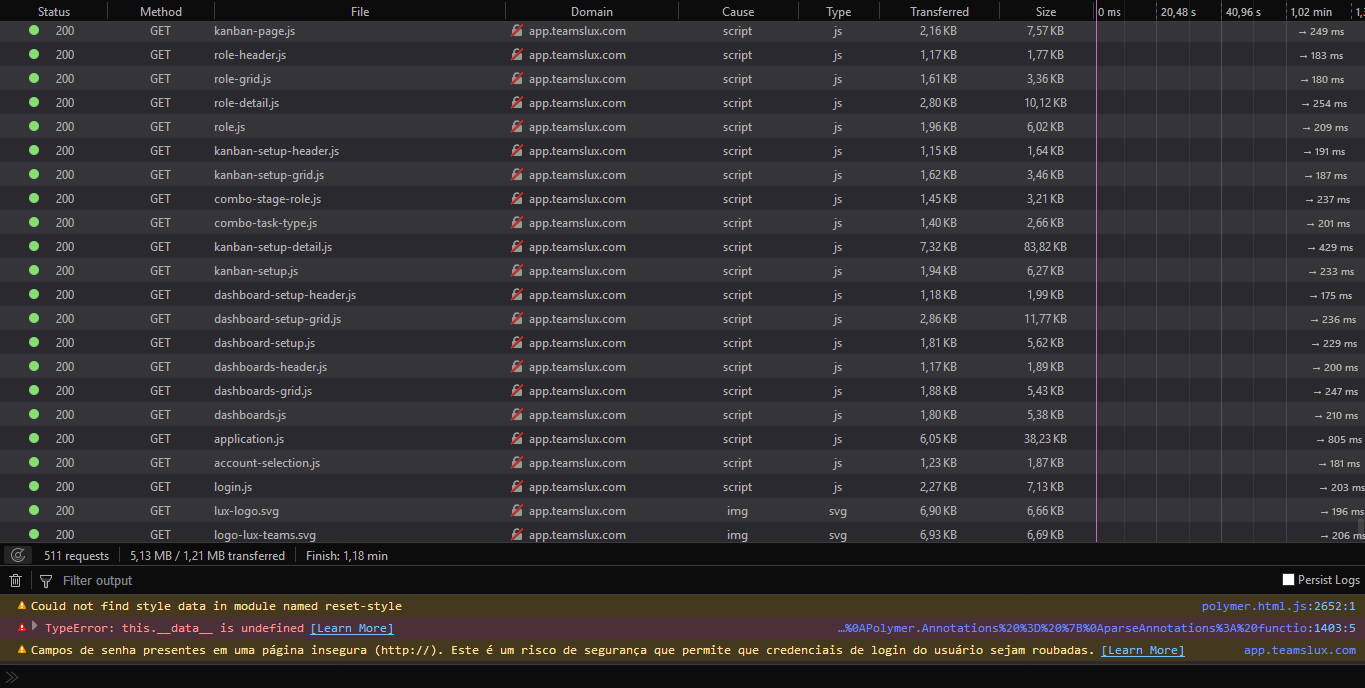 Status Method File Domain Cause Type Transferred Size 0 ms 20,48 s 40,96 s 1,02 min 1,3
200 GET kanban-page.js app.teamslux.com script js 2,16 KB 7,57 KB → 249 ms
200 GET role-header.js app.teamslux.com script js 1,17 KB 1,77 KB → 183 ms
200 GET role-grid.js app.teamslux.com script js 1,61 KB 3,36 KB → 180 ms
200 GET role-detail.js app.teamslux.com script js 2,80 KB 10,12 KB → 254 ms
200 GET role.js app.teamslux.com script js 1,96 KB 6,02 KB → 209 ms
200 GET kanban-setup-header.js app.teamslux.com script js 1,15 KB 1,64 KB → 191 ms
200 GET kanban-setup-grid.js app.teamslux.com script js 1,62 KB 3,46 KB → 187 ms
200 GET combo-stage-role.js app.teamslux.com script js 1,45 KB 3,21 KB → 237 ms
200 GET combo-task-type.js app.teamslux.com script js 1,40 KB 2,66 KB → 201 ms
200 GET kanban-setup-detail.js app.teamslux.com script js 7,32 KB 83,82 KB → 429 ms
200 GET kanban-setup.js app.teamslux.com script js 1,94 KB 6,27 KB → 233 ms
200 GET dashboard-setup-header.js app.teamslux.com script js 1,18 KB 1,99 KB → 175 ms
200 GET dashboard-setup-grid.js app.teamslux.com script js 2,86 KB 11,77 KB → 236 ms
200 GET dashboard-setup.js app.teamslux.com script js 1,81 KB 5,62 KB → 229 ms
200 GET dashboards-header.js app.teamslux.com script js 1,17 KB 1,89 KB → 200 ms
200 GET dashboards-grid.js app.teamslux.com script js 1,88 KB 5,43 KB → 247 ms
200 GET dashboards.js app.teamslux.com script js 1,80 KB 5,38 KB → 210 ms
200 GET application.js app.teamslux.com script js 6,05 KB 38,23 KB → 805 ms
200 GET account-selection.js app.teamslux.com script js 1,23 KB 1,87 KB → 181 ms
200 GET login.js app.teamslux.com script js 2,27 KB 7,13 KB → 203 ms
200 GET lux-logo.svg app.teamslux.com img svg 6,90 KB 6,66 KB → 196 ms
200 GET logo-lux-teams.svg app.teamslux.com img svg 6,93 KB 6,69 KB → 206 ms
511 requests 5,13 MB / 1,21 MB transferred Finish: 1,18 min
Filter output Persist Logs
Could not find style data in module named reset-style polymer.html.js:2652:1
TypeError: this.__data__ is undefined [Learn More] …%0APolymer.Annotations%20%3D%20%7B%0AparseAnnotations%3A%20functio:1403:5
Campos de senha presentes em uma página insegura (http://). Este é um risco de segurança que permite que credenciais de login do usuário sejam roubadas. [Learn More] app.teamslux.com